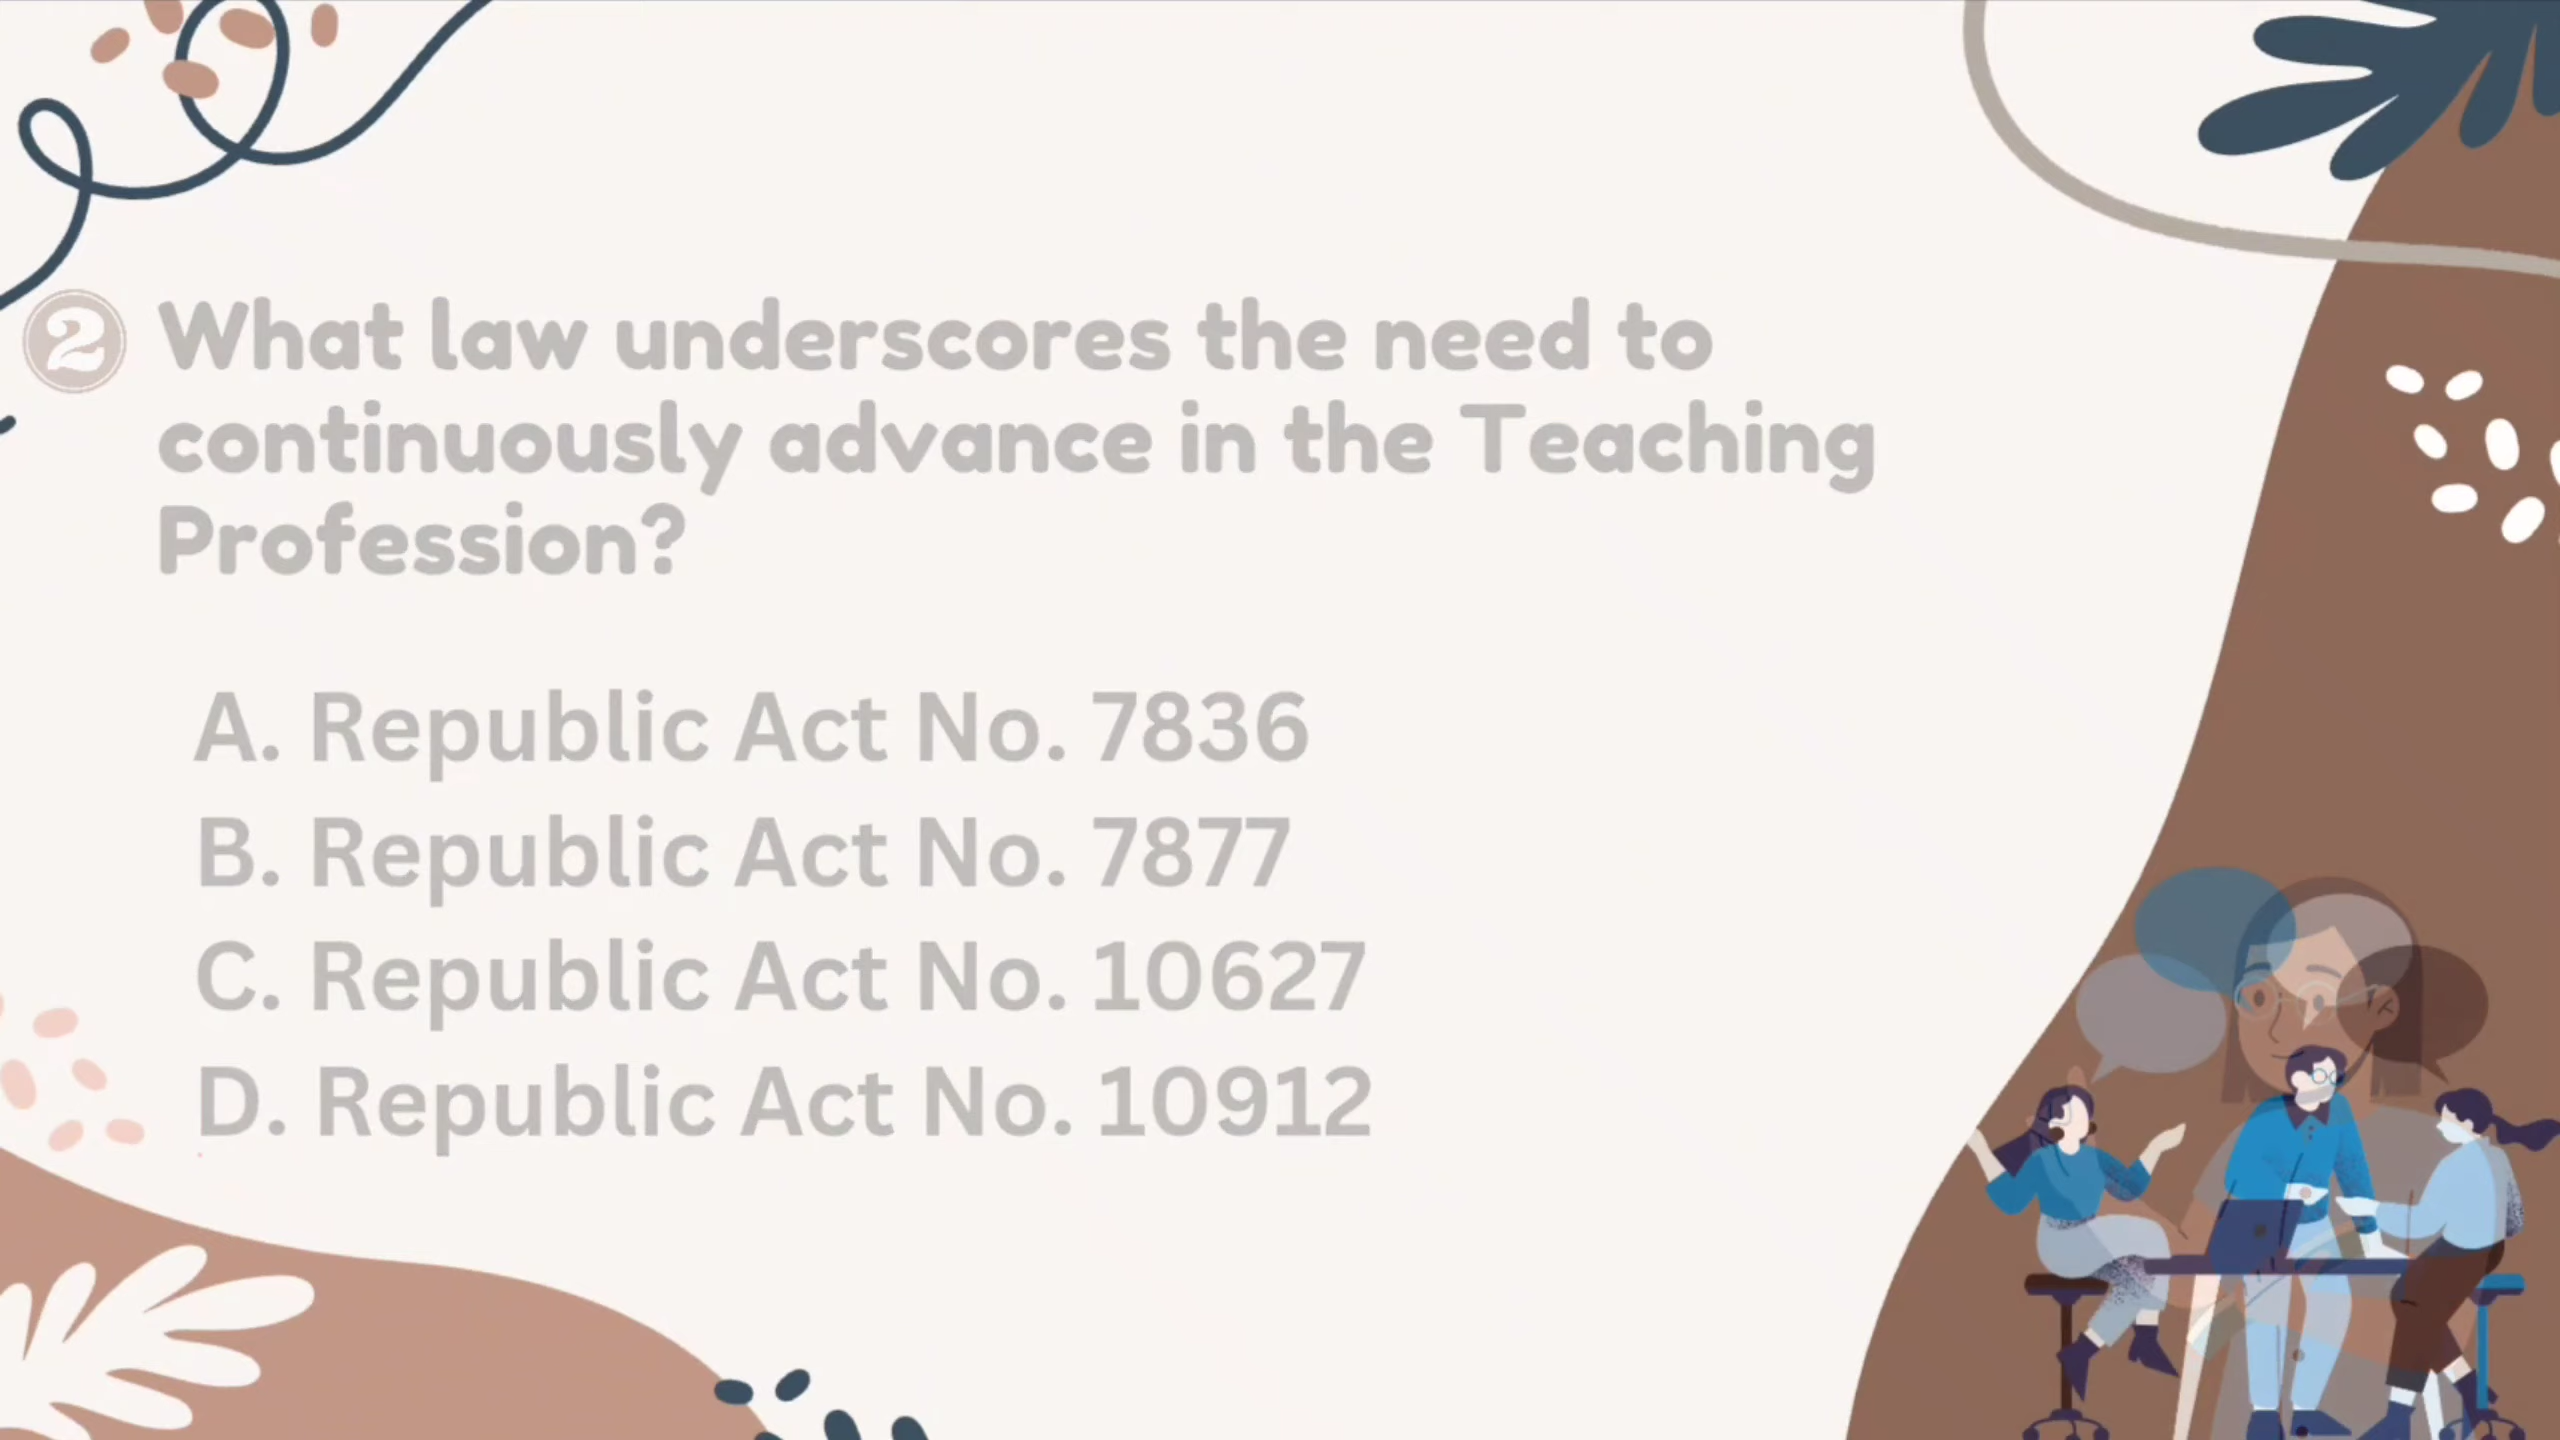 2 What law underscores the need to
continuously advance in the Teaching
Profession?
A. Republic Act No. 7836
B. Republic Act No. 7877
C. Republic Act No. 10627
D. Republic Act No. 10912